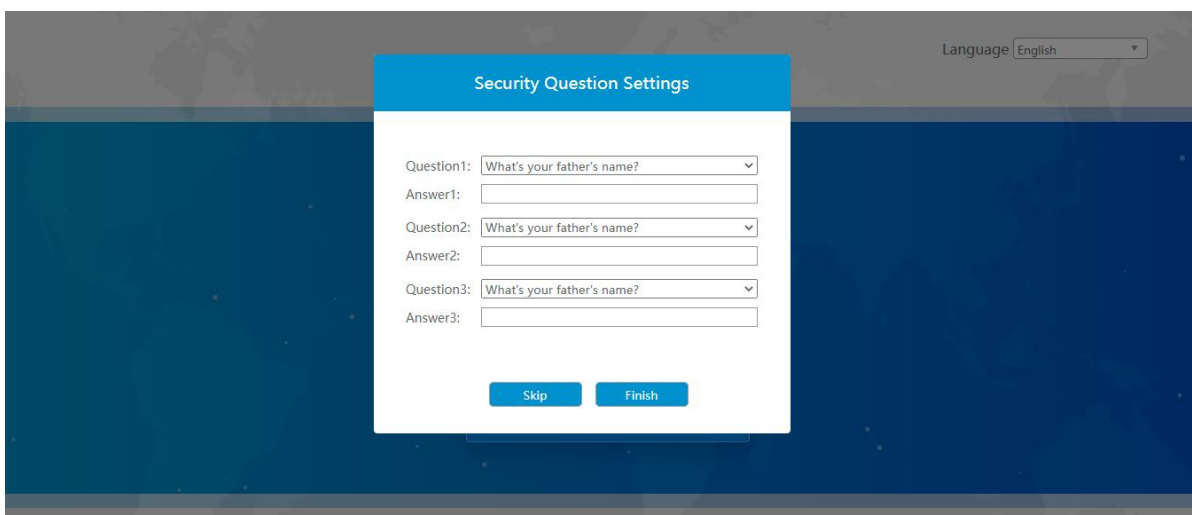 Language English
Security Question Settings
Question1: What's your father's name?
Answer1:
Question2: What's your father's name?
Answer2:
Question3: What's your father's name?
Answer3:
Skip Finish